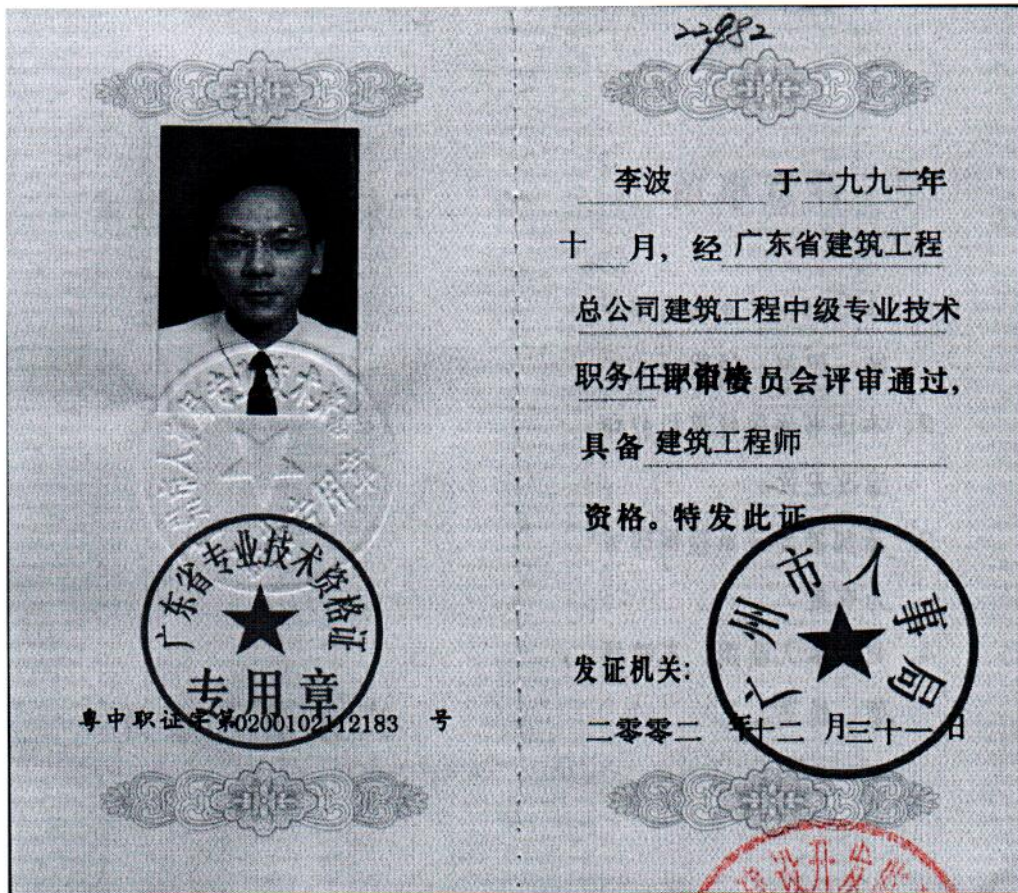 广东省专业技术资格证
专用章
粤中职证字第0200102112183 号
22982
李波 于一九九二年
十 月，经 广东省建筑工程
总公司建筑工程中级专业技术
职务任职资格评审委员会评审通过，
具备 建筑工程师
资格。特发此证
发证机关：
广州市人事局
二零零二 年十二 月三十一日
建设开发